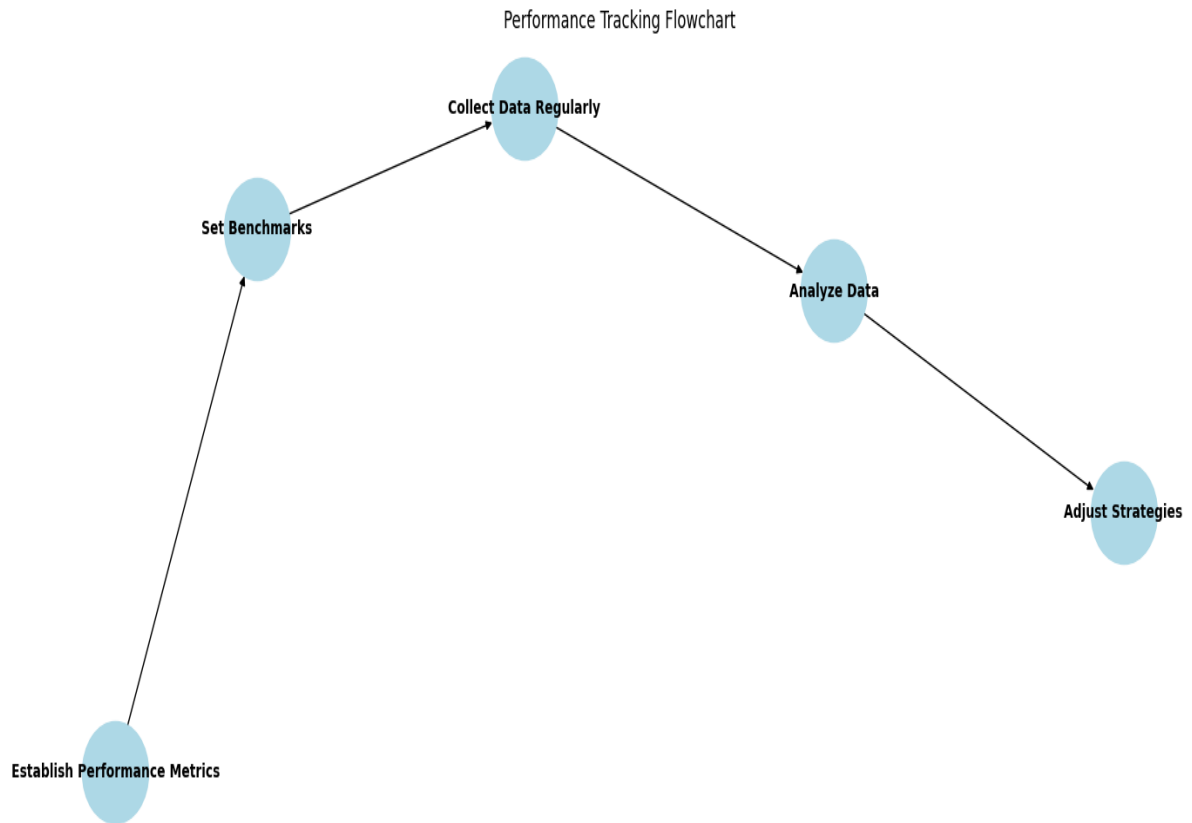 Performance Tracking Flowchart
Collect Data Regularly
Set Benchmarks
Analyze Data
Adjust Strategies
Establish Performance Metrics